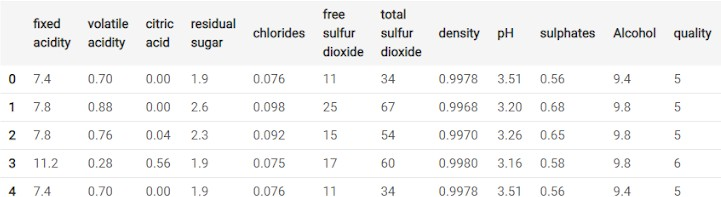 fixed acidity volatile acidity citric acid residual sugar chlorides free sulfur dioxide total sulfur dioxide density pH sulphates Alcohol quality
0 7.4 0.70 0.00 1.9 0.076 11 34 0.9978 3.51 0.56 9.4 5
1 7.8 0.88 0.00 2.6 0.098 25 67 0.9968 3.20 0.68 9.8 5
2 7.8 0.76 0.04 2.3 0.092 15 54 0.9970 3.26 0.65 9.8 5
3 11.2 0.28 0.56 1.9 0.075 17 60 0.9980 3.16 0.58 9.8 6
4 7.4 0.70 0.00 1.9 0.076 11 34 0.9978 3.51 0.56 9.4 5